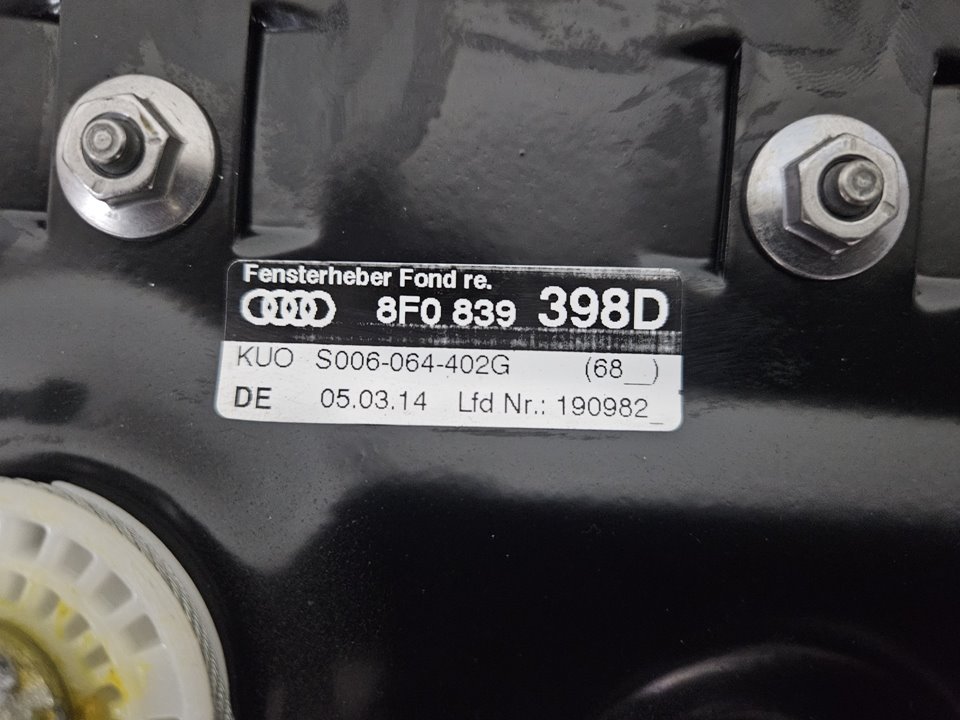 Fensterheber Fond re.
8F0 839 398D
KUO S006-064-402G (68__)
DE 05.03.14 Lfd Nr.: 190982_